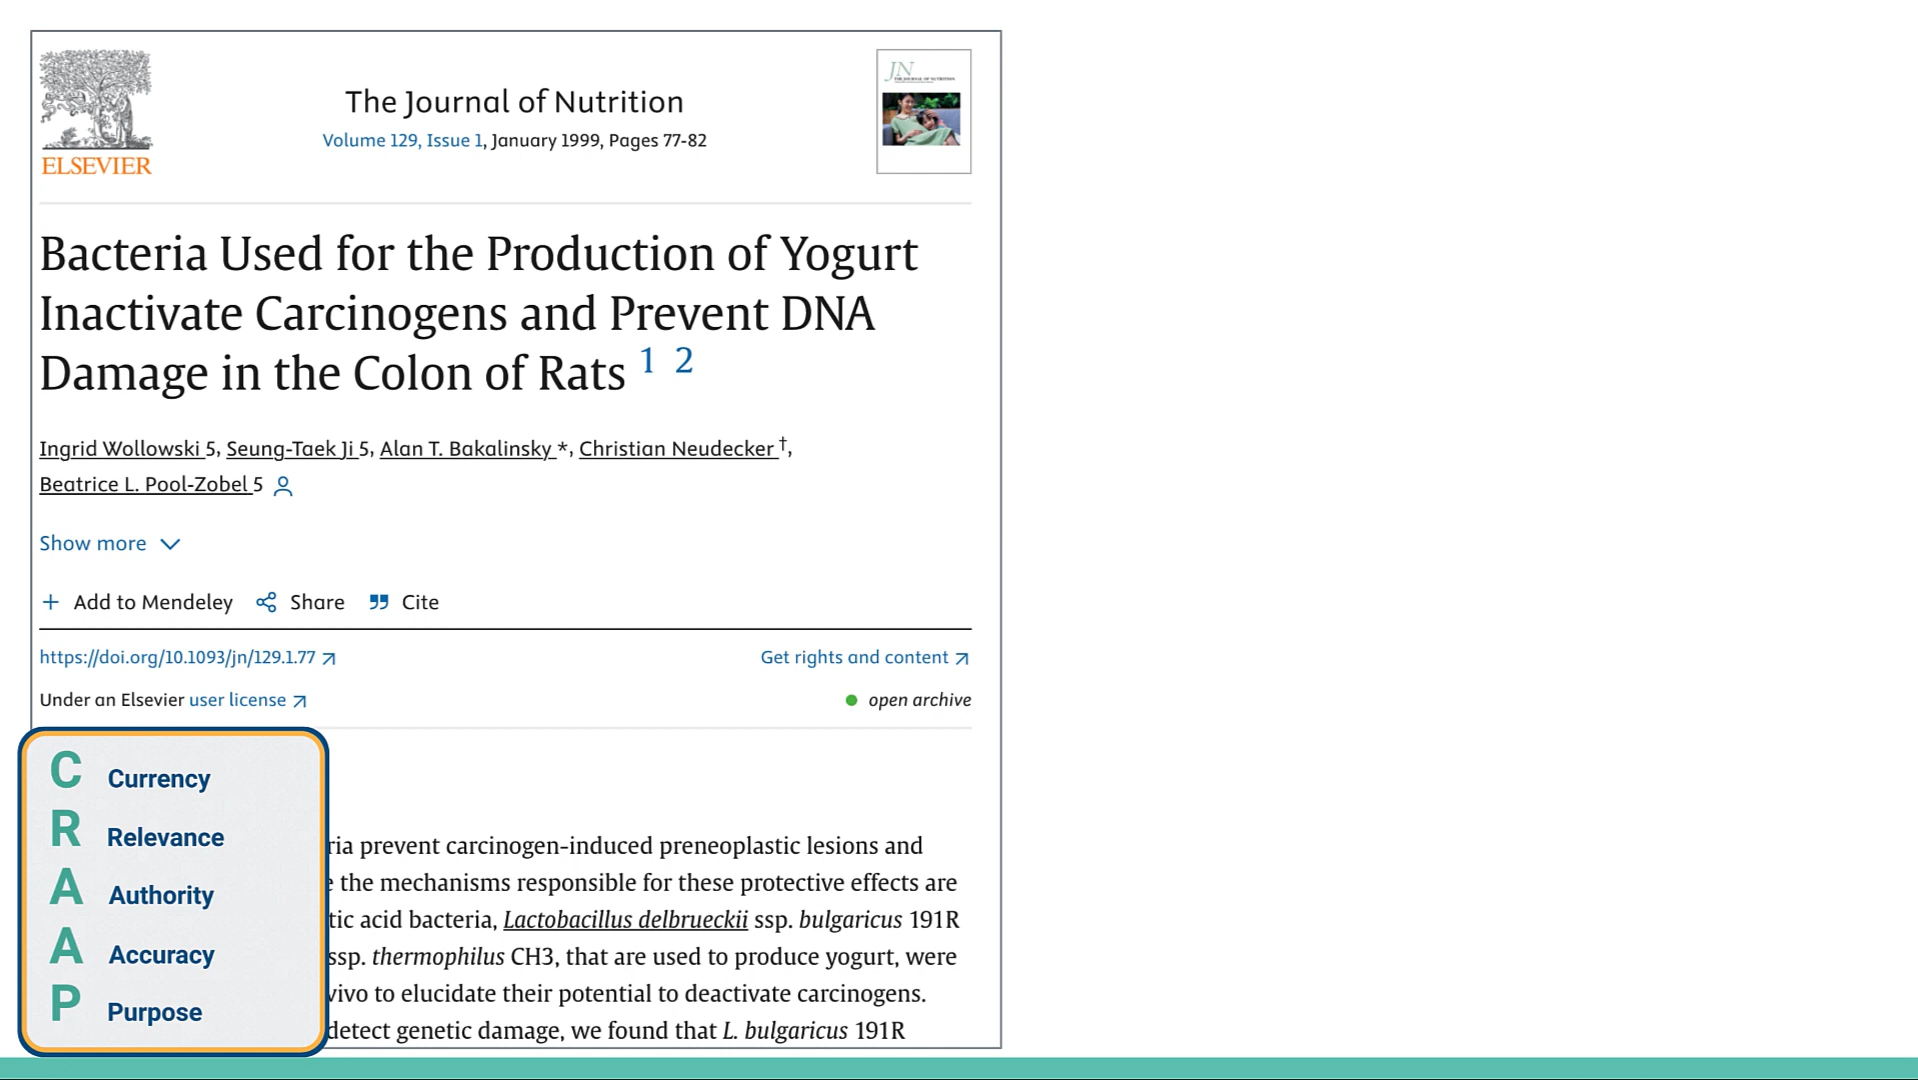 ELSEVIER
The Journal of Nutrition
Volume 129, Issue 1, January 1999, Pages 77-82
JN
THE JOURNAL OF NUTRITION
Bacteria Used for the Production of Yogurt
Inactivate Carcinogens and Prevent DNA
Damage in the Colon of Rats 1 2
Ingrid Wollowski 5, Seung-Taek Ji 5, Alan T. Bakalinsky *, Christian Neudecker †,
Beatrice L. Pool-Zobel 5
Show more
Add to Mendeley Share Cite
https://doi.org/10.1093/jn/129.1.77 Get rights and content
Under an Elsevier user license open archive
ria prevent carcinogen-induced preneoplastic lesions and
e the mechanisms responsible for these protective effects are
tic acid bacteria, Lactobacillus delbrueckii ssp. bulgaricus 191R
ssp. thermophilus CH3, that are used to produce yogurt, were
vivo to elucidate their potential to deactivate carcinogens.
detect genetic damage, we found that L. bulgaricus 191R
C Currency
R Relevance
A Authority
A Accuracy
P Purpose